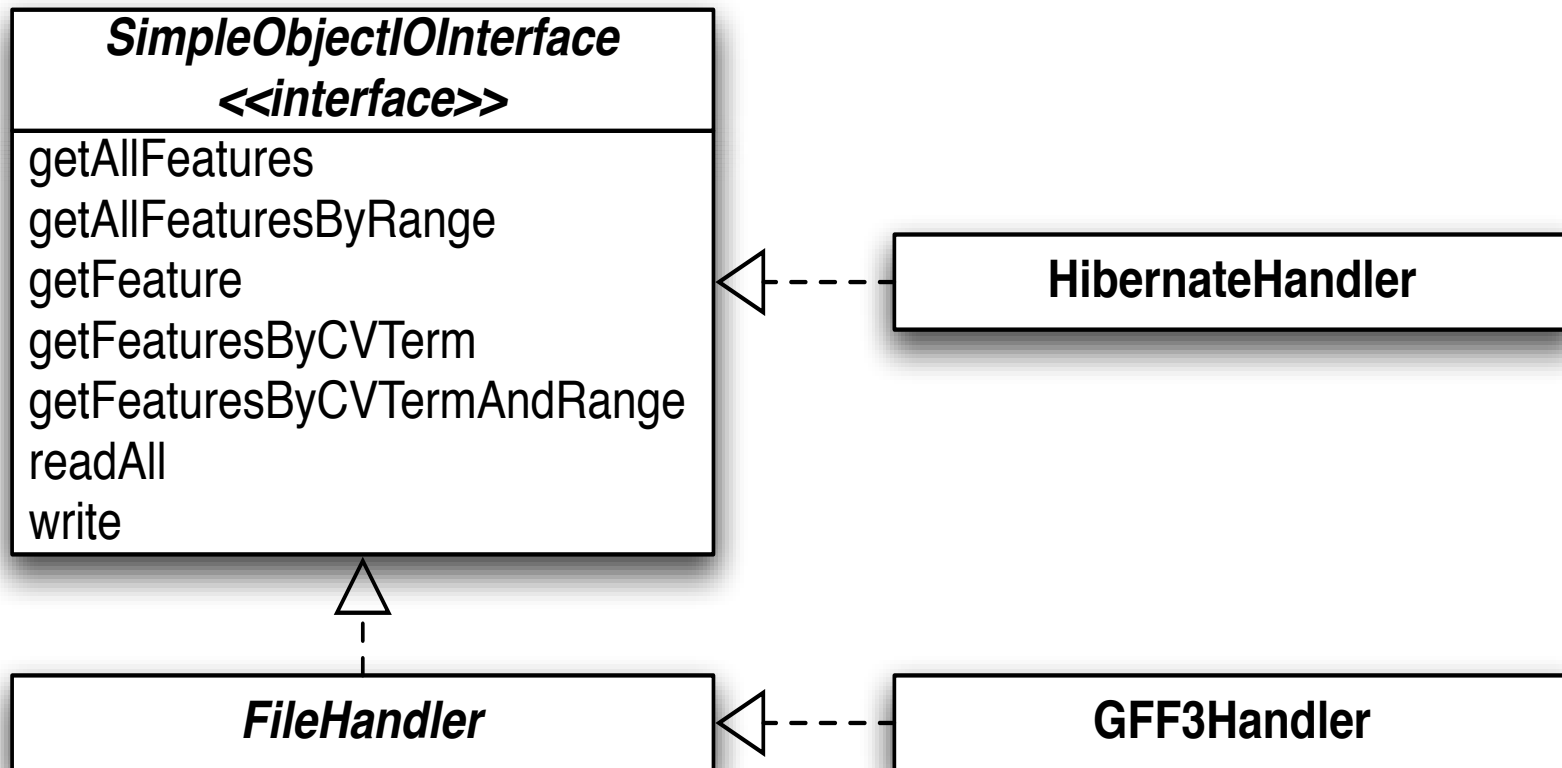 SimpleObjectIOInterface
<<interface>>
getAllFeatures
getAllFeaturesByRange
getFeature
getFeaturesByCVTerm
getFeaturesByCVTermAndRange
readAll
write
HibernateHandler
FileHandler
GFF3Handler